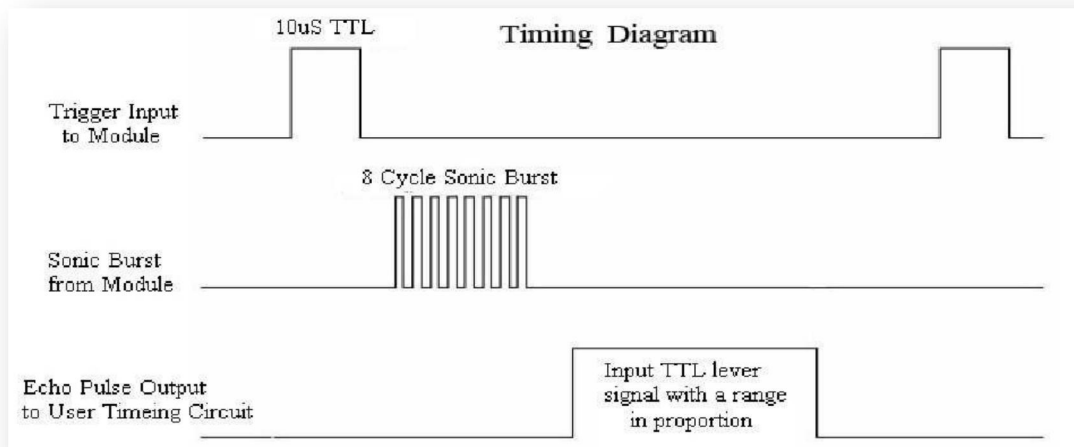 10uS TTL
Timing Diagram
Trigger Input
to Module
8 Cycle Sonic Burst
Sonic Burst
from Module
Echo Pulse Output
to User Timeing Circuit
Input TTL lever
signal with a range
in proportion